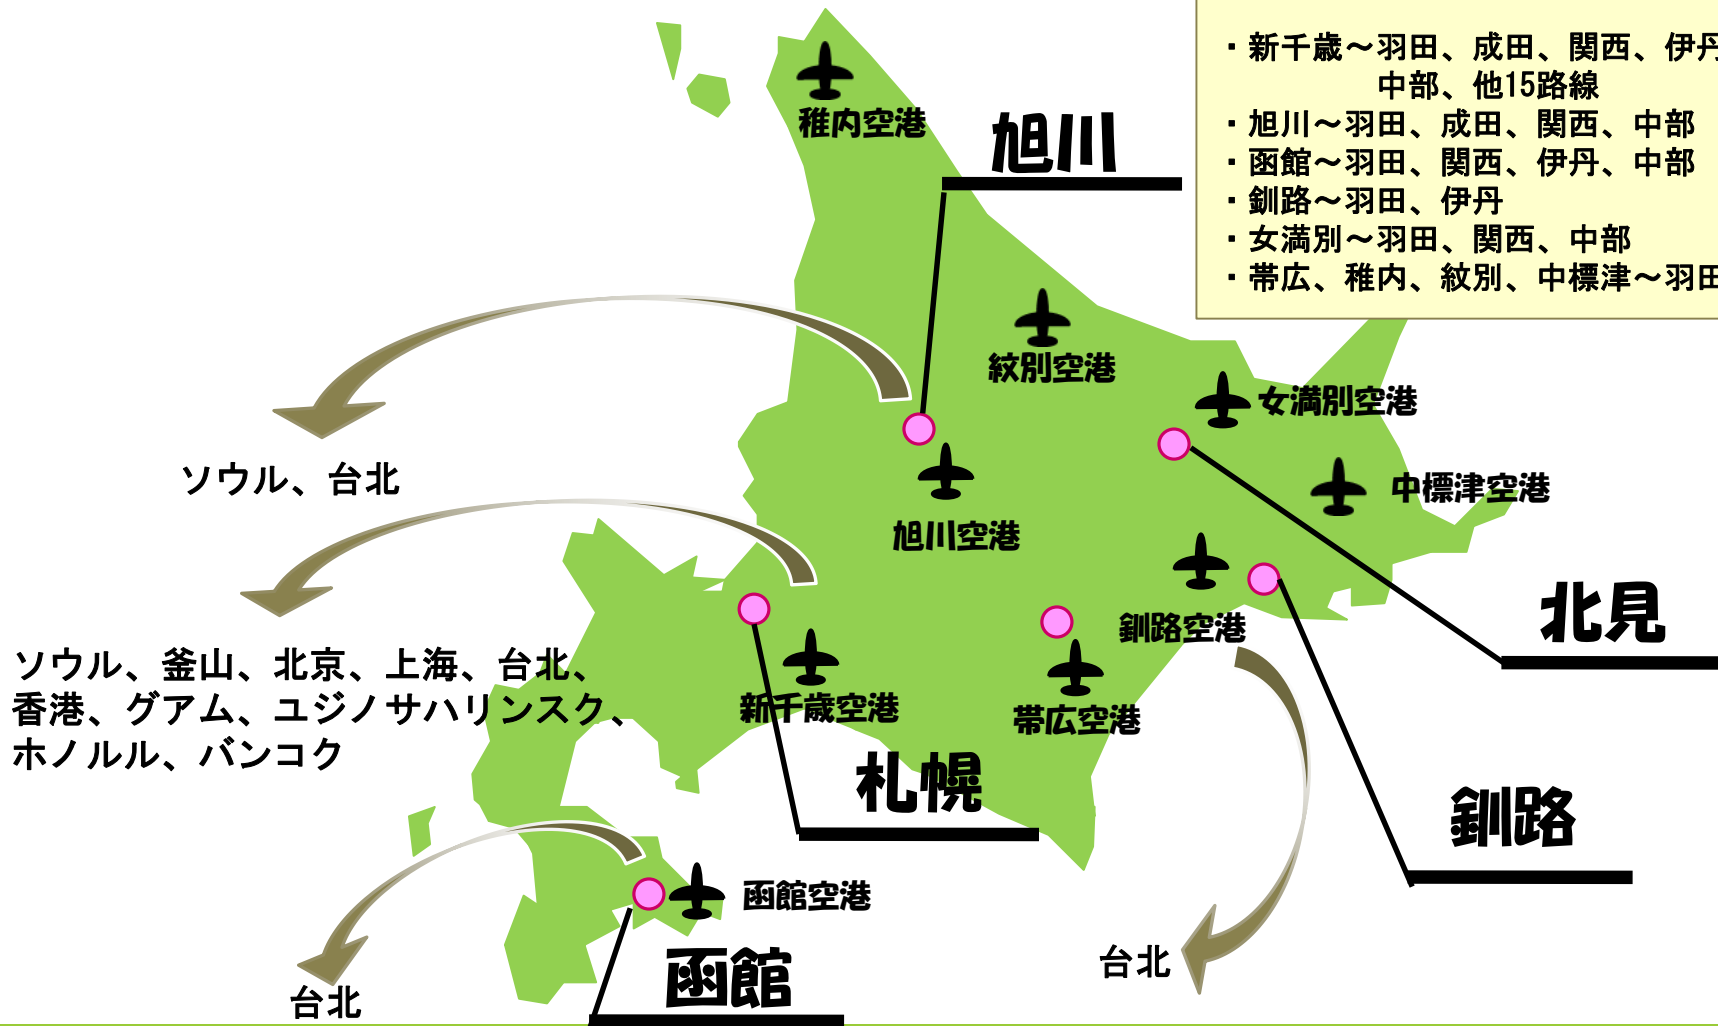 ・新千歳～羽田、成田、関西、伊丹
中部、他15路線
・旭川～羽田、成田、関西、中部
・函館～羽田、関西、伊丹、中部
・釧路～羽田、伊丹
・女満別～羽田、関西、中部
・帯広、稚内、紋別、中標津～羽田
稚内空港
旭川
紋別空港
女満別空港
ソウル、台北
中標津空港
旭川空港
北見
釧路空港
ソウル、釜山、北京、上海、台北、
香港、グアム、ユジノサハリンスク、
ホノルル、バンコク
新千歳空港
帯広空港
札幌
釧路
函館空港
台北
函館
台北